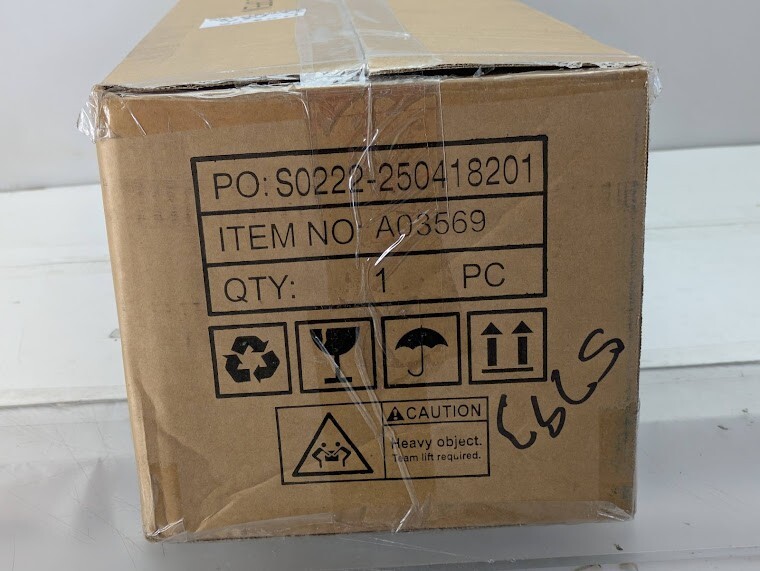 PO: S0222-250418201
ITEM NO A03569
QTY: 1 PC
CAUTION
Heavy object.
Team lift required.